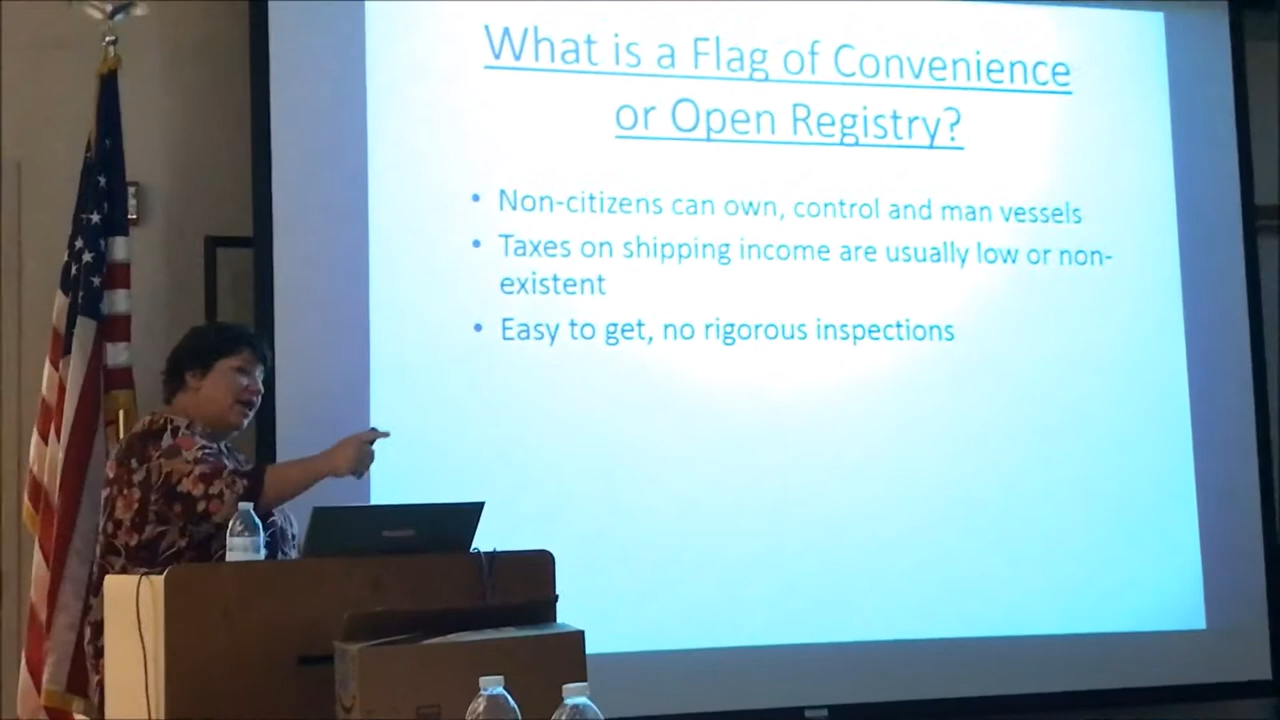 What is a Flag of Convenience
or Open Registry?
• Non-citizens can own, control and man vessels
• Taxes on shipping income are usually low or non-
existent
• Easy to get, no rigorous inspections